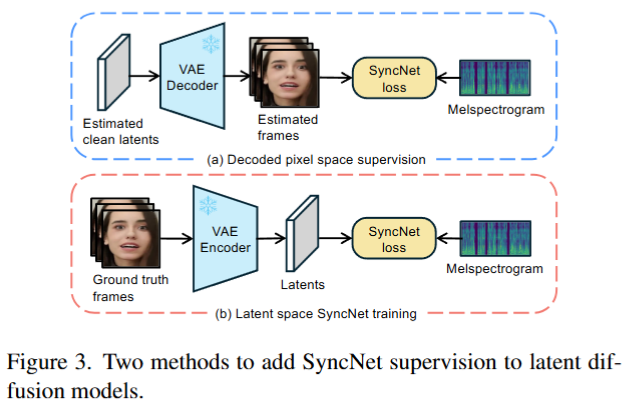 VAE
Decoder
SyncNet
loss
Estimated
clean latents
Estimated
frames
Melspectrogram
(a) Decoded pixel space supervision
VAE
Encoder
SyncNet
loss
Ground truth
frames
Latents
Melspectrogram
(b) Latent space SyncNet training
Figure 3. Two methods to add SyncNet supervision to latent dif-
fusion models.